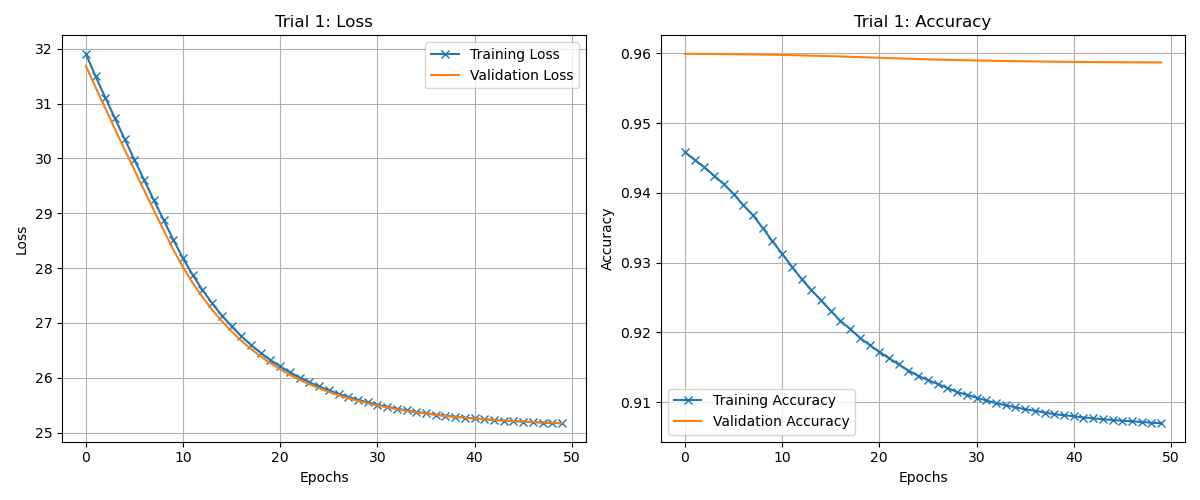 Trial 1: Loss
Training Loss
Validation Loss
32
31
30
29
28
27
26
25
Loss
0
10
20
30
40
50
Epochs
Trial 1: Accuracy
0.96
0.95
0.94
0.93
0.92
0.91
Accuracy
Training Accuracy
Validation Accuracy
0
10
20
30
40
50
Epochs